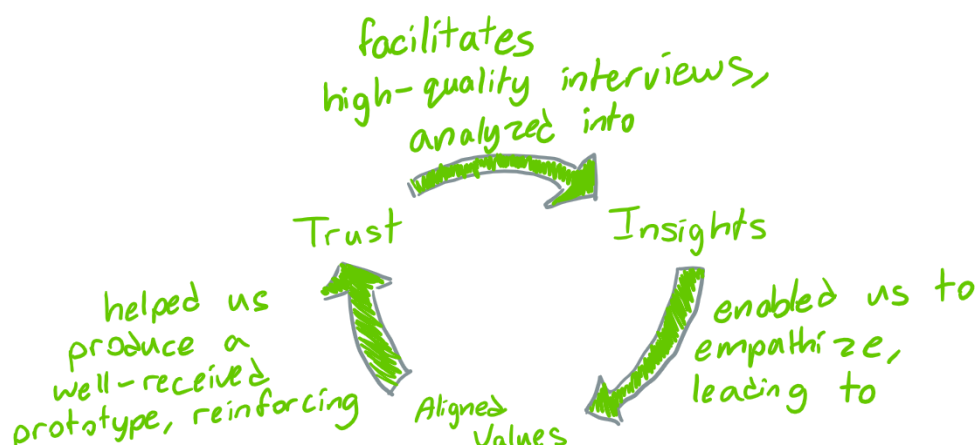 facilitates
high-quality interviews,
analyzed into
Trust
Insights
enabled us to
empathize,
leading to
Aligned
Values
helped us
produce a
well-received
prototype, reinforcing